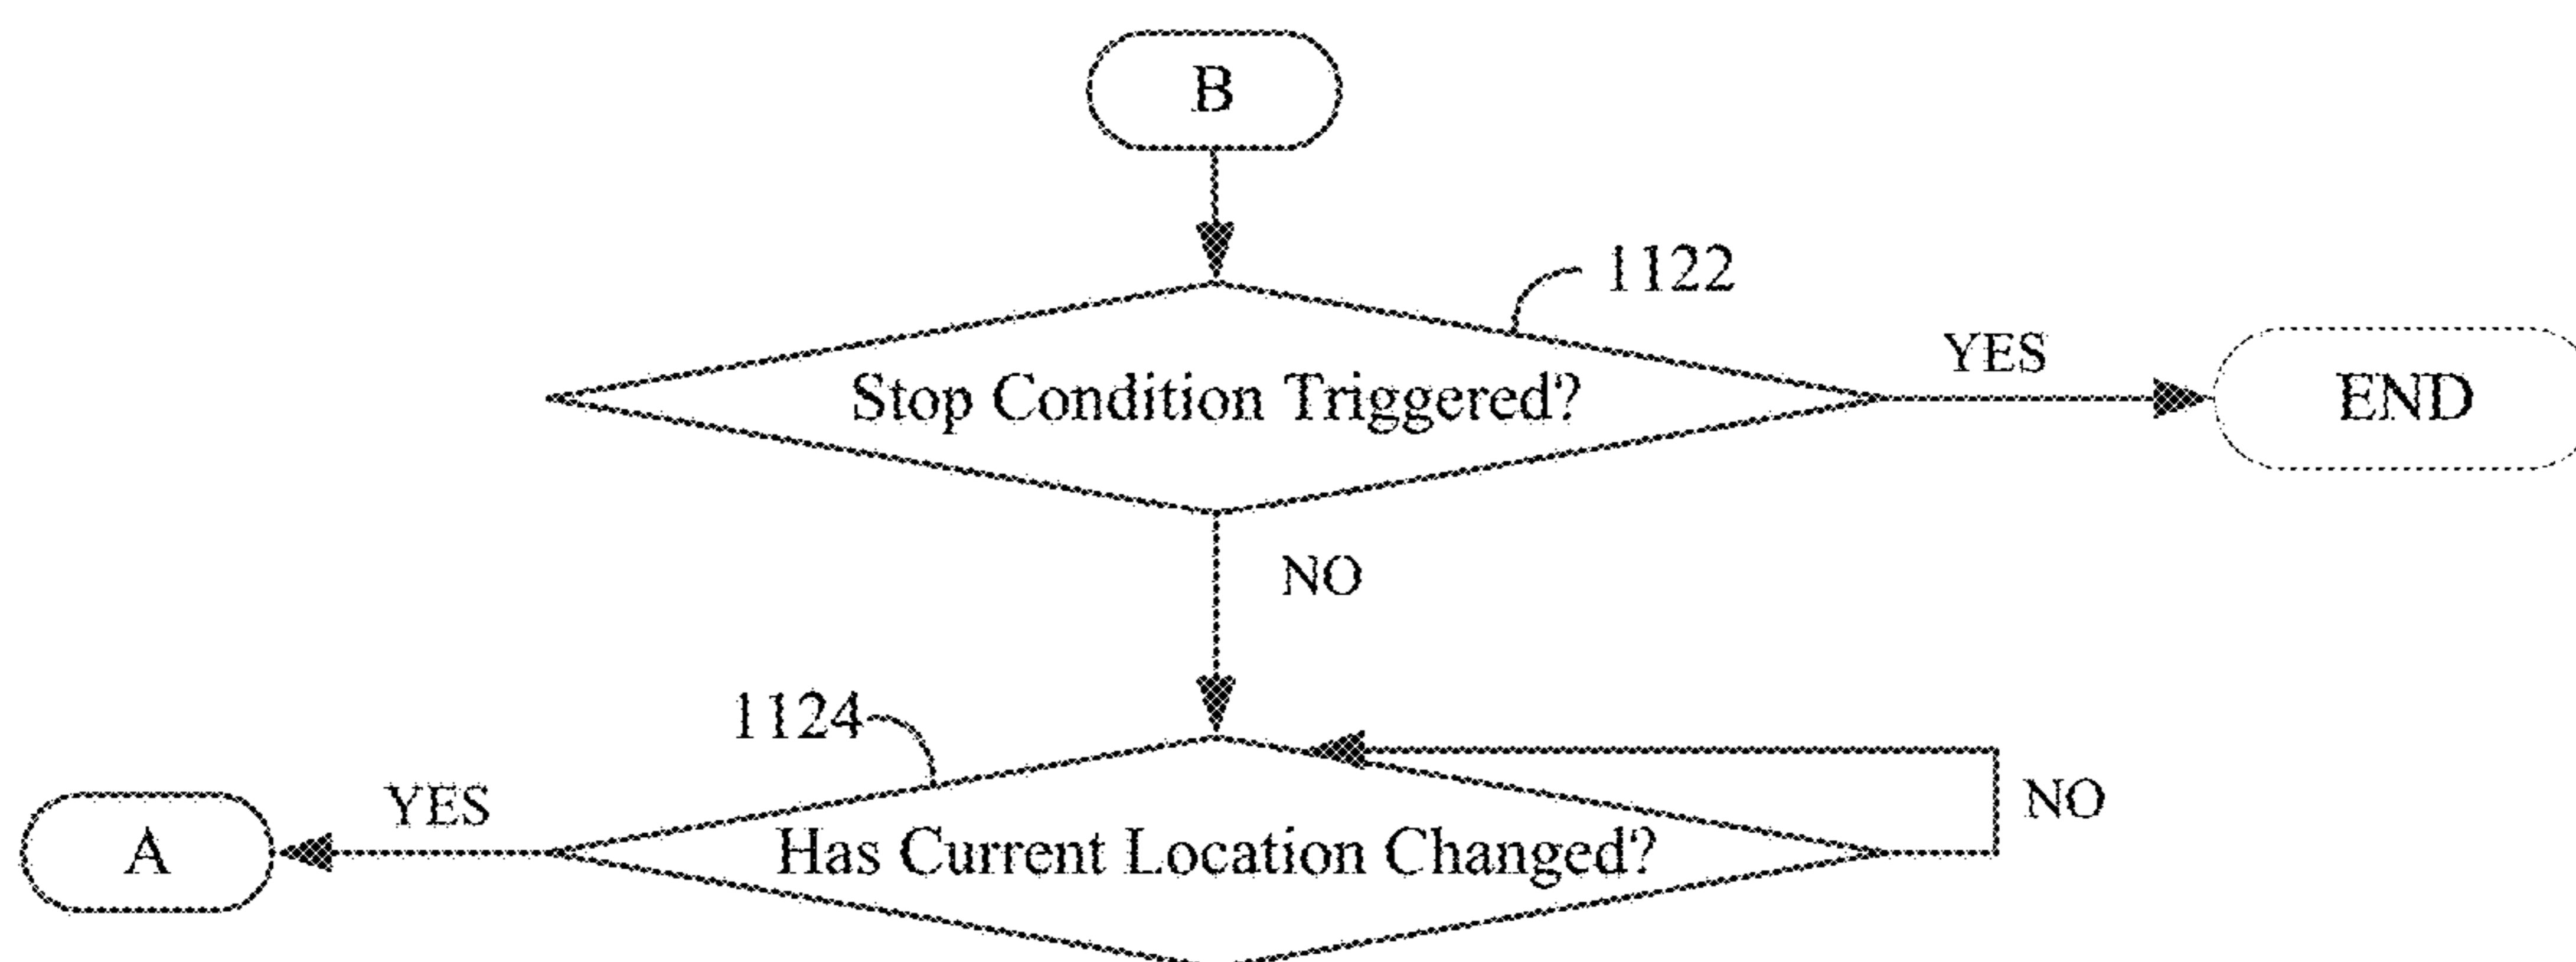 B
1122
YES
Stop Condition Triggered?
END
NO
1124
YES
NO
A
Has Current Location Changed?